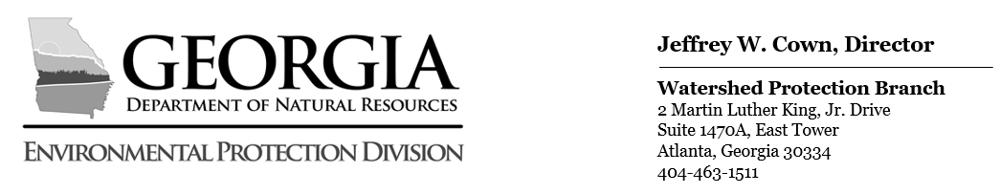 GEORGIA
DEPARTMENT OF NATURAL RESOURCES
ENVIRONMENTAL PROTECTION DIVISION
Jeffrey W. Cown, Director
Watershed Protection Branch
2 Martin Luther King, Jr. Drive
Suite 1470A, East Tower
Atlanta, Georgia 30334
404-463-1511